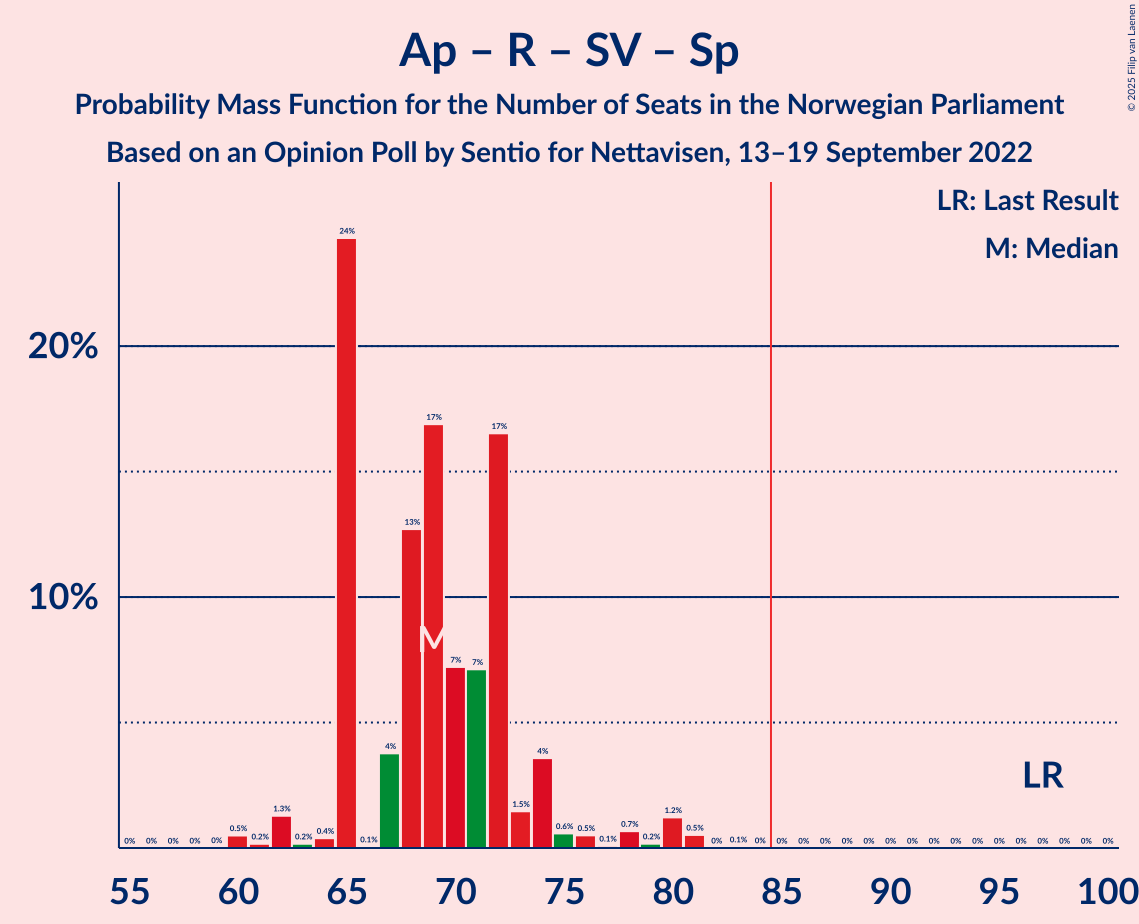 Ap – R – SV – Sp
Probability Mass Function for the Number of Seats in the Norwegian Parliament
Based on an Opinion Poll by Sentio for Nettavisen, 13–19 September 2022
© 2025 Filip van Laenen
LR: Last Result
M: Median
20%
10%
0% 0% 0% 0% 0% 0.5% 0.2% 1.3% 0.2% 0.4% 24% 0.1% 4% 13% 17% 7% 7% 17% 1.5% 4% 0.6% 0.5% 0.1% 0.7% 0.2% 1.2% 0.5% 0% 0.1% 0% 0% 0% 0% 0% 0% 0% 0% 0% 0% 0% 0% 0% 0% 0% 0% 0%
M
LR
55 60 65 70 75 80 85 90 95 100